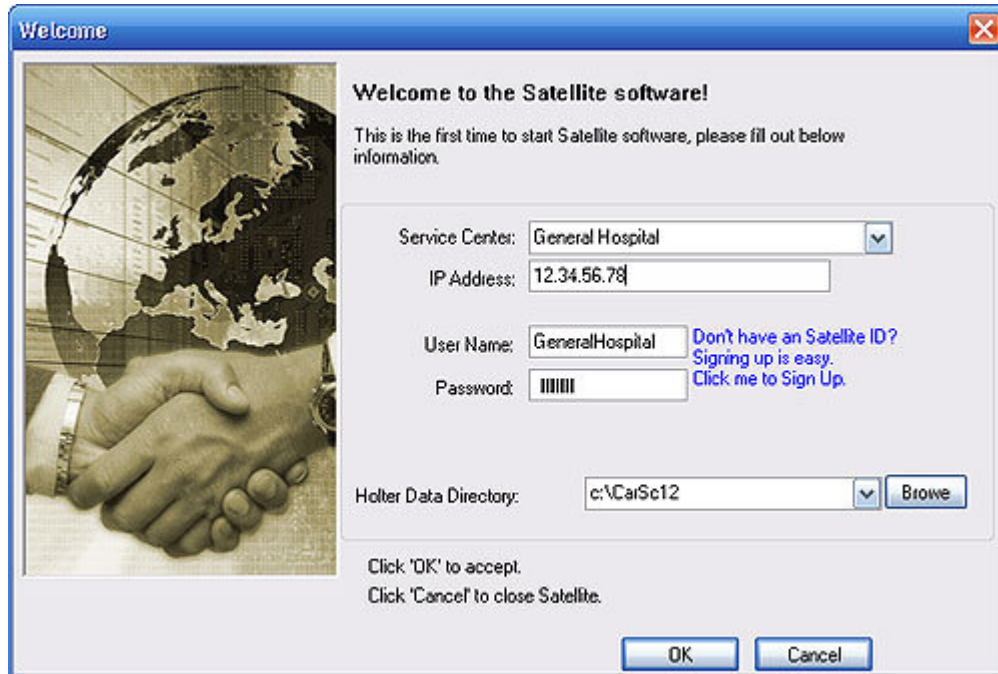 Welcome
Welcome to the Satellite software!
This is the first time to start Satellite software, please fill out below
information.
Service Center: General Hospital
IP Address: 12.34.56.78
User Name: GeneralHospital
Don't have an Satellite ID?
Signing up is easy.
Click me to Sign Up.
Password:
Holter Data Directory: c:\CarSc12 Browe
Click 'OK' to accept.
Click 'Cancel' to close Satellite.
OK Cancel